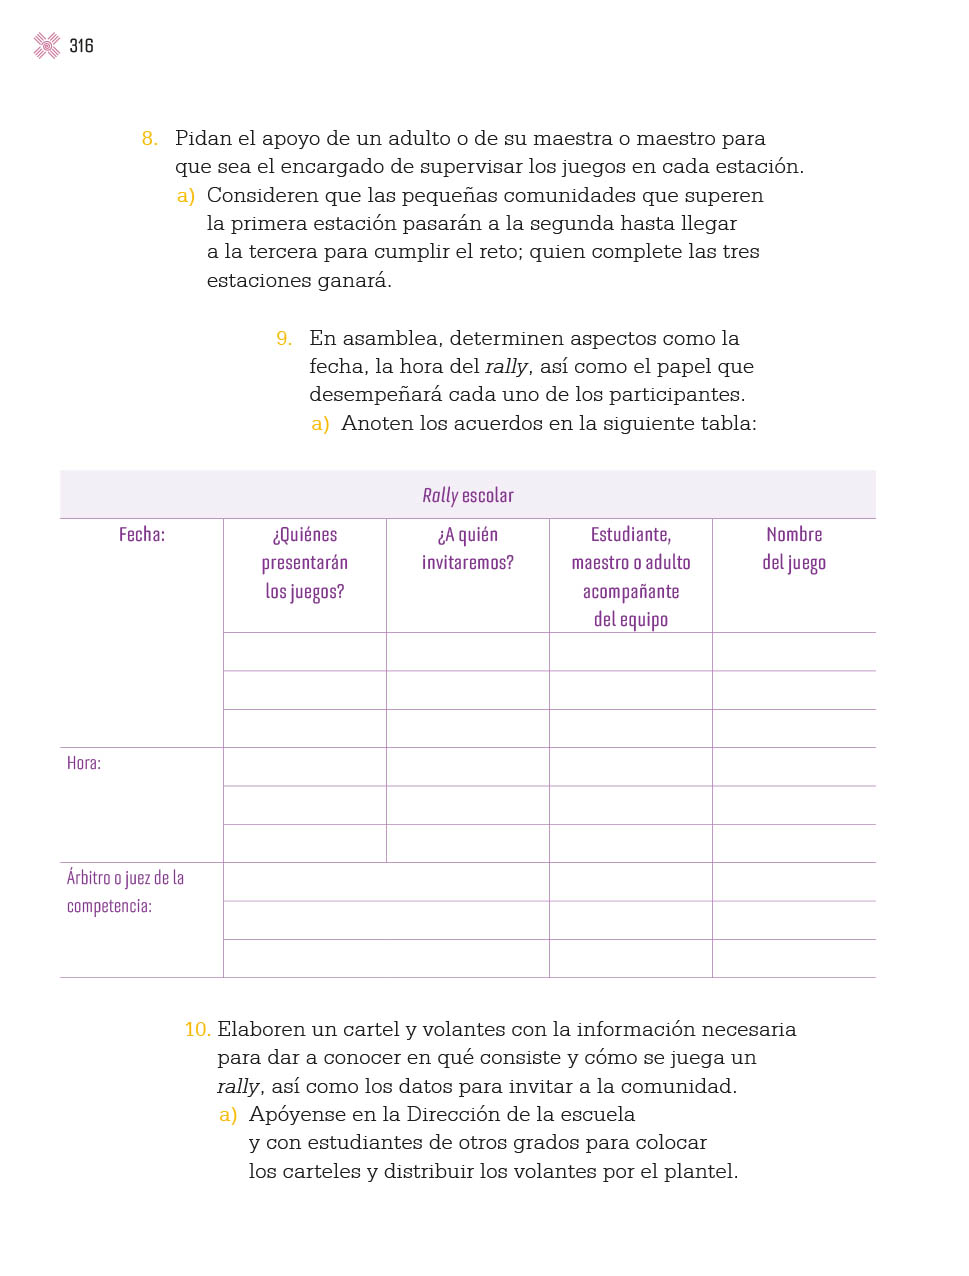 316
8. Pidan el apoyo de un adulto o de su maestra o maestro para
que sea el encargado de supervisar los juegos en cada estación.
a) Consideren que las pequeñas comunidades que superen
la primera estación pasarán a la segunda hasta llegar
a la tercera para cumplir el reto; quien complete las tres
estaciones ganará.
9. En asamblea, determinen aspectos como la
fecha, la hora del rally, así como el papel que
desempeñará cada uno de los participantes.
a) Anoten los acuerdos en la siguiente tabla:
Rally escolar
Fecha:
¿Quiénes
presentarán
los juegos?
¿A quién
invitaremos?
Estudiante,
maestro o adulto
acompañante
del equipo
Nombre
del juego
Hora:
Árbitro o juez de la
competencia:
10. Elaboren un cartel y volantes con la información necesaria
para dar a conocer en qué consiste y cómo se juega un
rally, así como los datos para invitar a la comunidad.
a) Apóyense en la Dirección de la escuela
y con estudiantes de otros grados para colocar
los carteles y distribuir los volantes por el plantel.